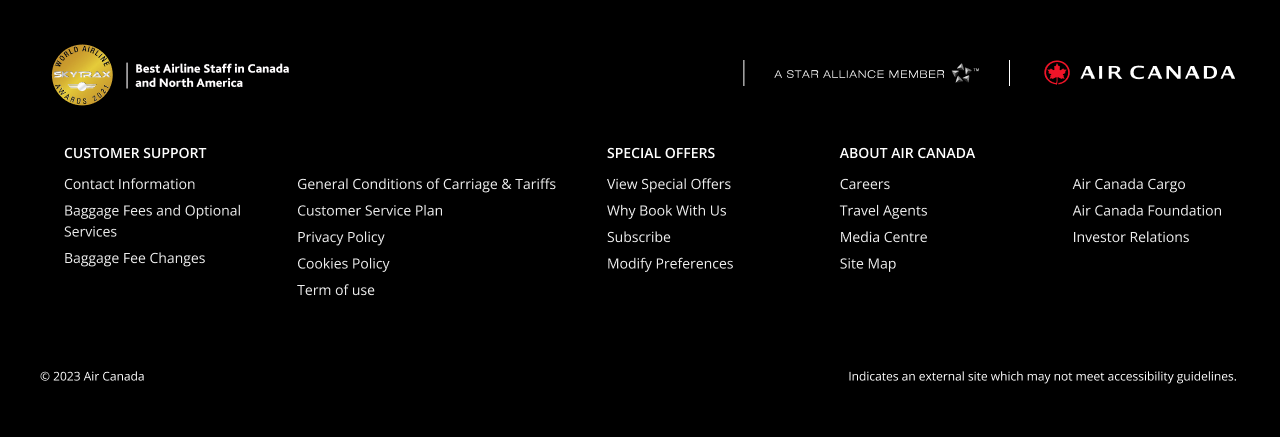 WORLD AIRLINE
SKYTRAX
AWARDS 2021
Best Airline Staff in Canada
and North America
A STAR ALLIANCE MEMBER ™
AIR CANADA
CUSTOMER SUPPORT
Contact Information
Baggage Fees and Optional
Services
Baggage Fee Changes
General Conditions of Carriage & Tariffs
Customer Service Plan
Privacy Policy
Cookies Policy
Term of use
SPECIAL OFFERS
View Special Offers
Why Book With Us
Subscribe
Modify Preferences
ABOUT AIR CANADA
Careers
Travel Agents
Media Centre
Site Map
Air Canada Cargo
Air Canada Foundation
Investor Relations
© 2023 Air Canada
Indicates an external site which may not meet accessibility guidelines.